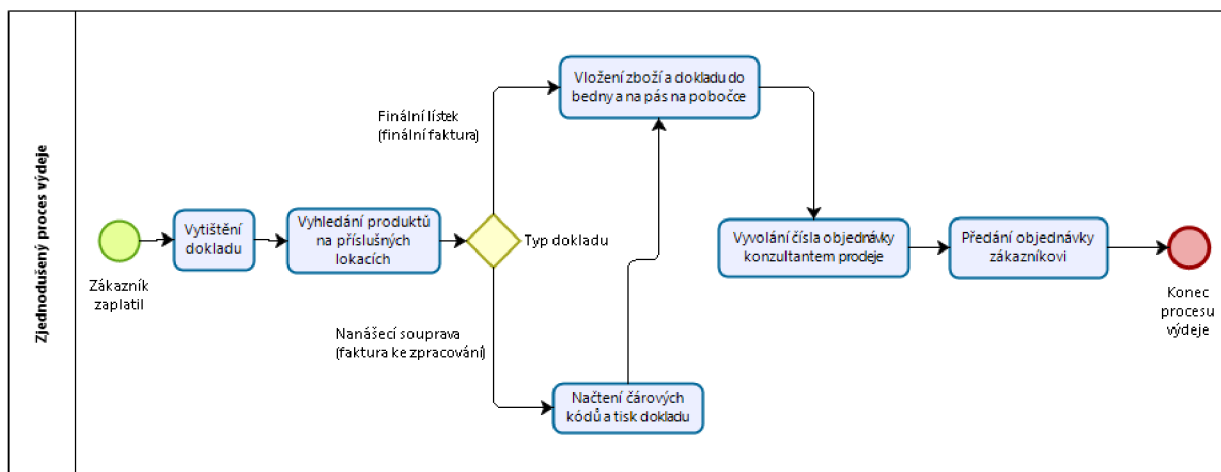 Zjednodušený proces výdeje
Zákazník
zaplatil
Vytištění
dokladu
Vyhledání produktů
na příslušných
lokacích
Typ dokladu
Finální lístek
(finální faktura)
Nanášecí souprava
(faktura ke zpracování)
Vložení zboží a dokladu do
bedny a na pás na pobočce
Načtení čárových
kódů a tisk dokladu
Vyvolání čísla objednávky
konzultantem prodeje
Předání objednávky
zákazníkovi
Konec
procesu
výdeje